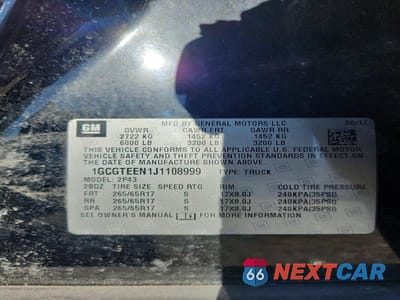 GM
MFD BY GENERAL MOTORS LLC 08/17
GVWR GAWR FRT GAWR RR
2722 KG 1452 KG 1452 KG
6000 LB 3200 LB 3200 LB
THIS VEHICLE CONFORMS TO ALL APPLICABLE U.S. FEDERAL MOTOR
VEHICLE SAFETY AND THEFT PREVENTION STANDARDS IN EFFECT ON THE DATE
OF MANUFACTURE SHOWN ABOVE.
1GCGTEEN1J1108999 TYPE: TRUCK
MODEL: 2P43
TIRE SIZE SPEED RTG RIM COLD TIRE PRESSURE
FRT 265/65R17 S 17X8.0J 240KPA(35PSI)
RR 265/65R17 S 17X8.0J 240KPA(35PSI)
SPA 265/65R17 S 17X8.0J 240KPA(35PSI)
SEE OWNER'S MANUAL FOR MORE INFORMATION.
66 NEXTCAR